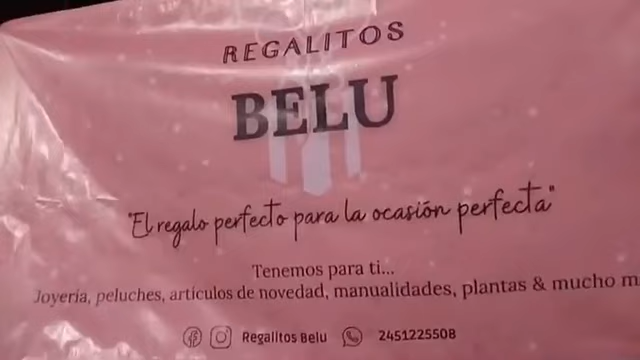 REGALITOS
BELU
"El regalo perfecto para la ocasión perfecta"
Tenemos para ti...
Joyería, peluches, artículos de novedad, manualidades, plantas & mucho m
Regalitos Belu 2451225508